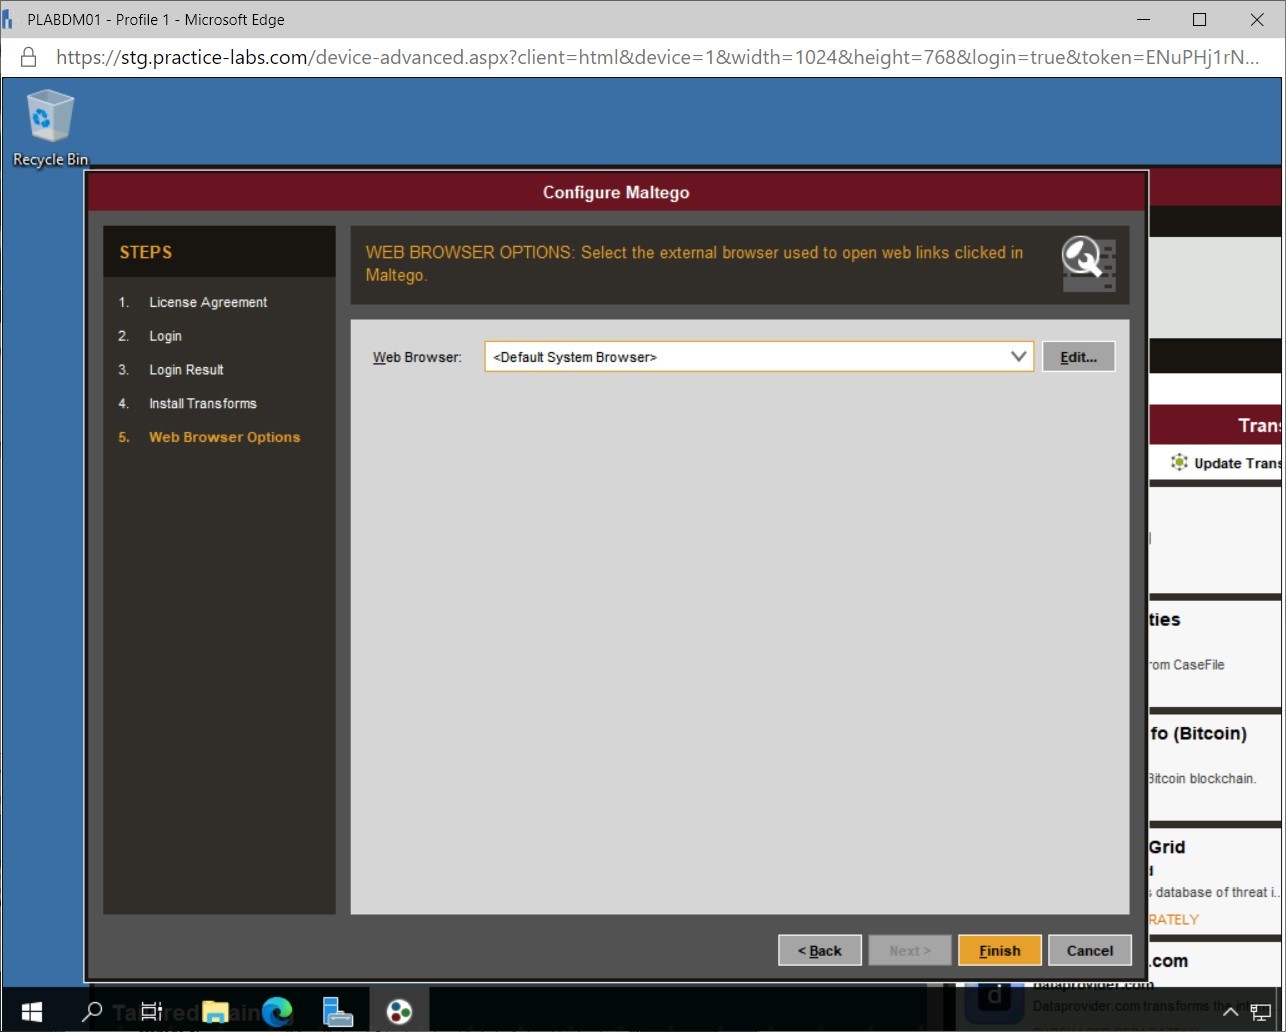 PLABDM01 - Profile 1 - Microsoft Edge
https://stg.practice-labs.com/device-advanced.aspx?client=html&device=1&width=1024&height=768&login=true&token=ENuPHj1rN...
Recycle Bin
Configure Maltego
STEPS
1. License Agreement
2. Login
3. Login Result
4. Install Transforms
5. Web Browser Options
WEB BROWSER OPTIONS: Select the external browser used to open web links clicked in
Maltego.
Web Browser:
<Default System Browser>
Edit...
Trans
Update Trans
ties
rom CaseFile
fo (Bitcoin)
Bitcoin blockchain.
Grid
d
s database of threat i...
RATELY
.com
dataprovider.com
Dataprovider.com transforms the int
d
< Back
Next >
Finish
Cancel